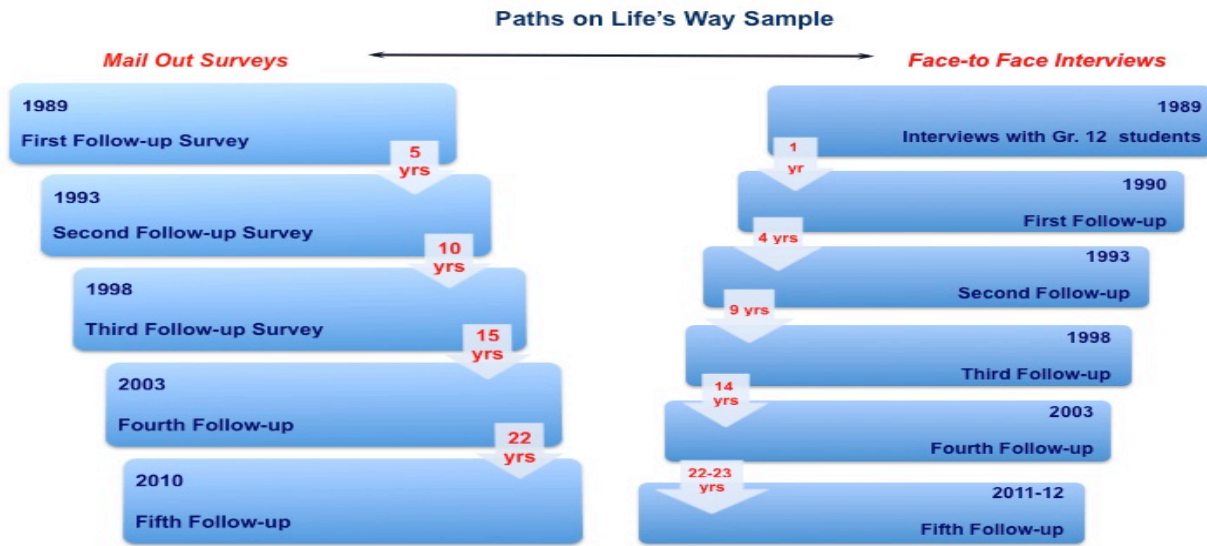 Paths on Life's Way Sample
Mail Out Surveys
1989
First Follow-up Survey
5
yrs
1993
Second Follow-up Survey
10
yrs
1998
Third Follow-up Survey
15
yrs
2003
Fourth Follow-up
22
yrs
2010
Fifth Follow-up
Face-to Face Interviews
1989
Interviews with Gr. 12 students
1
yr
1990
First Follow-up
4 yrs
1993
Second Follow-up
9 yrs
1998
Third Follow-up
14
yrs
2003
Fourth Follow-up
22-23
yrs
2011-12
Fifth Follow-up